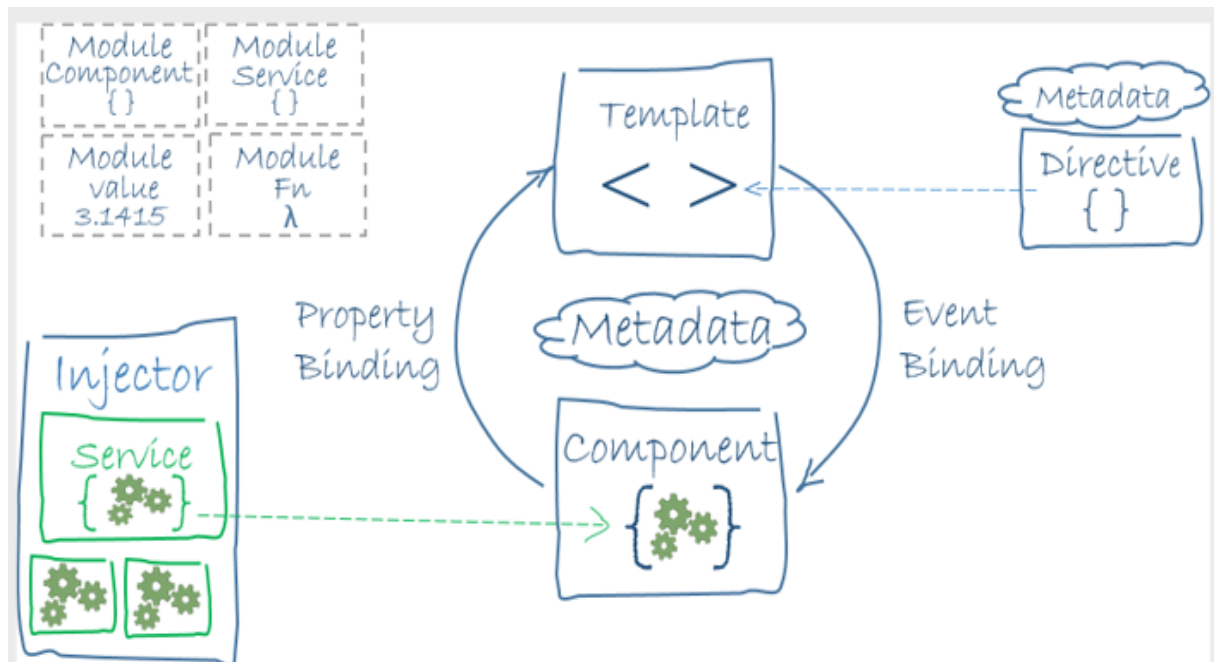 Module
Component
{ }
Module
Service
{ }
Module
value
3.1415
Module
Fn
λ
Template
< >
Metadata
Directive
{ }
Property
Binding
Metadata
Event
Binding
Injector
Service
{ }
Component
{ }